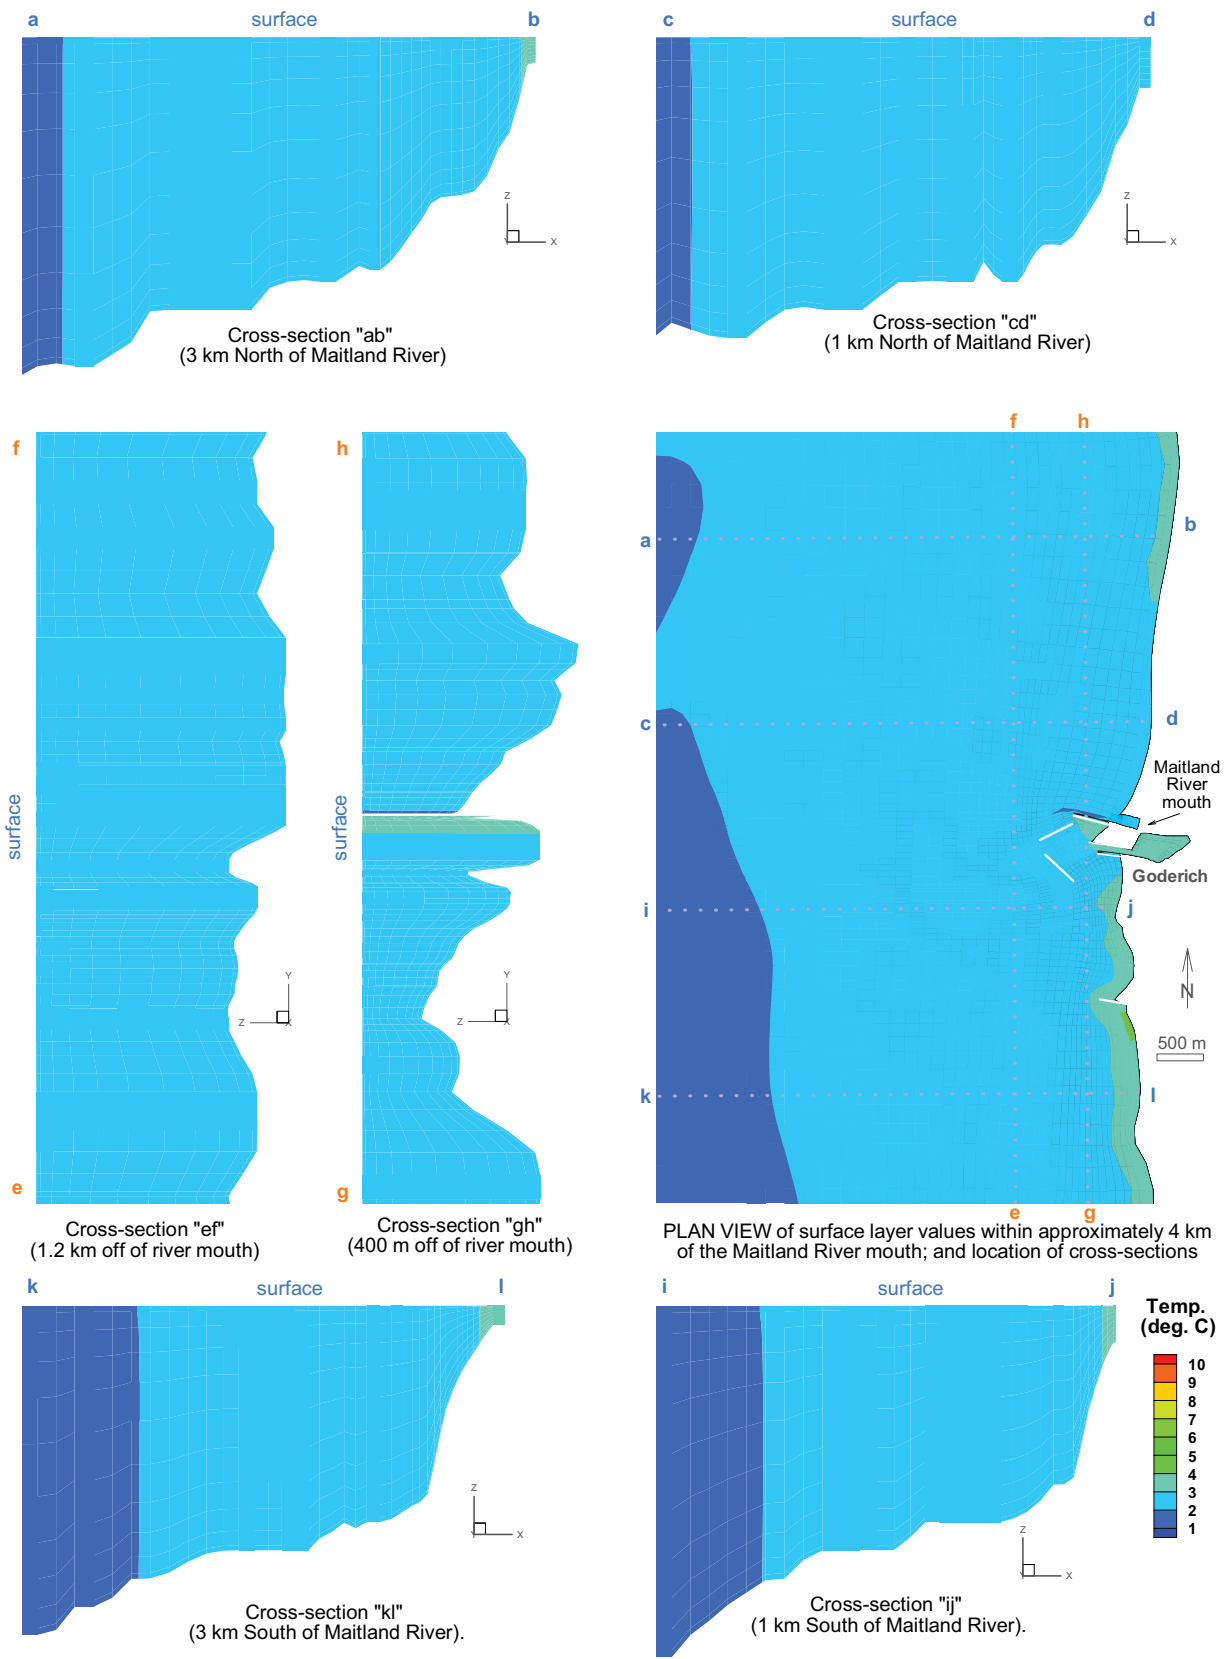 a surface b
c surface d
Z
X
Y
Z
X
Y
Cross-section "ab"
(3 km North of Maitland River)
Cross-section "cd"
(1 km North of Maitland River)
f
h
f h
surface
surface
a
b
c
d
Maitland
River
mouth
Goderich
i
j
N
500 m
k
l
Y
Z
X
Y
Z
X
e
g
e g
Cross-section "ef"
(1.2 km off of river mouth)
Cross-section "gh"
(400 m off of river mouth)
PLAN VIEW of surface layer values within approximately 4 km
of the Maitland River mouth; and location of cross-sections
k surface l
i surface j
Temp.
(deg. C)
10
9
8
7
6
5
4
3
2
1
Z
X
Y
Z
X
Y
Cross-section "kl"
(3 km South of Maitland River).
Cross-section "ij"
(1 km South of Maitland River).